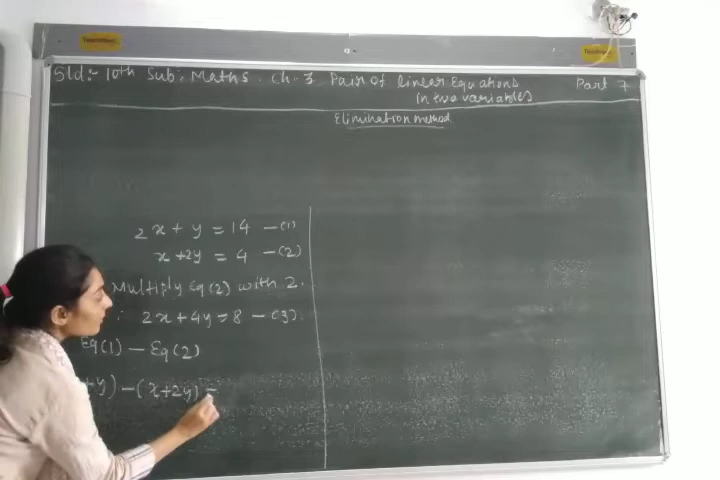 Std:- 10th Sub: Maths. Ch. 3 Pair of linear Equations Part 7
in two variables
Elimination method
2x + y = 14 —(1)
x+2y = 4 —(2)
Multiply Eq(2) with 2.
∴ 2x + 4y = 8 —(3).
Eq(1) — Eq(2)
+y) — (x+2y) =